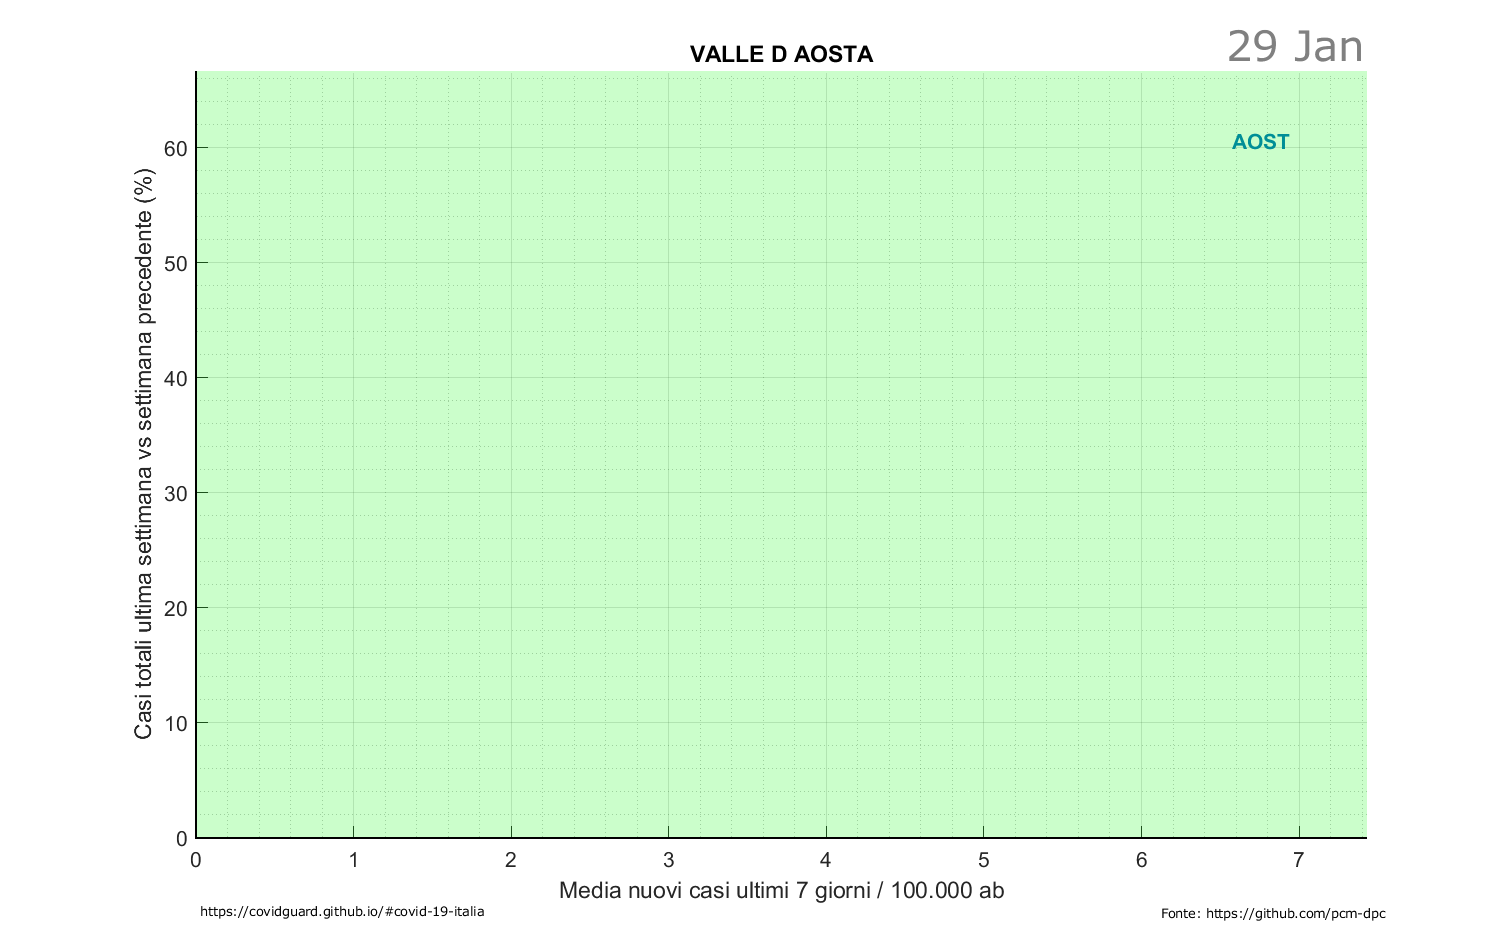 29 Jan
VALLE D AOSTA
AOST
Casi totali ultima settimana vs settimana precedente (%)
60
50
40
30
20
10
0
0 1 2 3 4 5 6 7
Media nuovi casi ultimi 7 giorni / 100.000 ab
https://covidguard.github.io/#covid-19-italia
Fonte: https://github.com/pcm-dpc